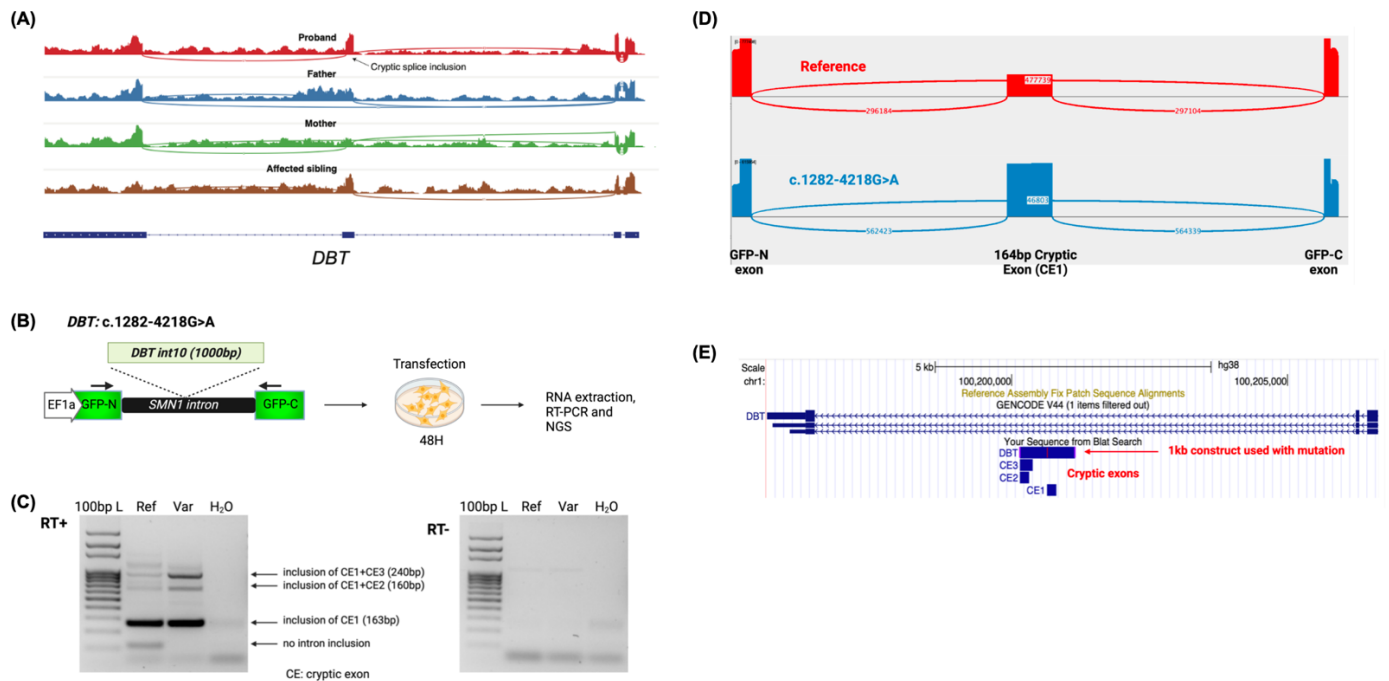 (A)
Proband
Cryptic splice inclusion
Father
Mother
Affected sibling
DBT
(B)
DBT: c.1282-4218G>A
DBT int10 (1000bp)
EF1a
GFP-N
SMN1 intron
GFP-C
Transfection
48H
RNA extraction,
RT-PCR and
NGS
(C)
RT+
100bp L Ref Var H₂O
inclusion of CE1+CE3 (240bp)
inclusion of CE1+CE2 (160bp)
inclusion of CE1 (163bp)
no intron inclusion
CE: cryptic exon
RT-
100bp L Ref Var H₂O
(D)
Reference
477739
296184
297104
c.1282-4218G>A
46803
562423
564339
GFP-N
exon
164bp Cryptic
Exon (CE1)
GFP-C
exon
(E)
Scale
5 kb
hg38
chr1:
100,200,000
100,205,000
Reference Assembly Fix Patch Sequence Alignments
GENCODE V44 (1 items filtered out)
DBT
Your Sequence from Blat Search
DBT
1kb construct used with mutation
CE3
Cryptic exons
CE2
CE1